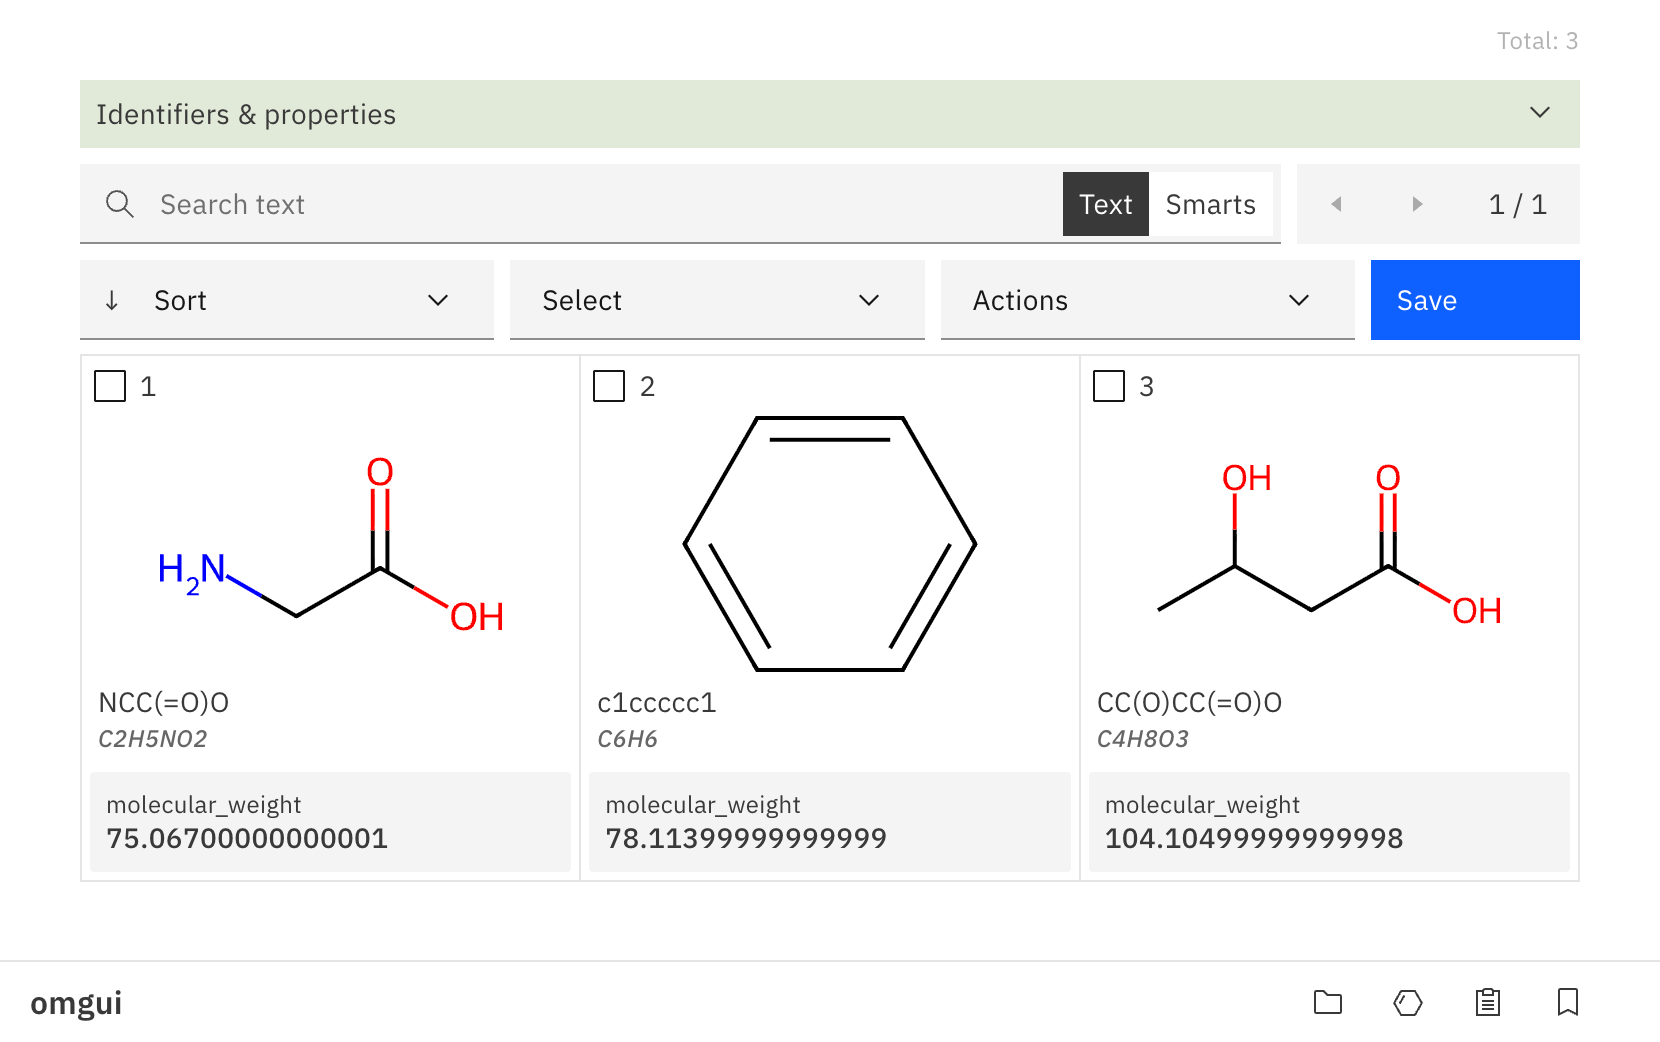 Total: 3
Identifiers & properties
Search text
Text
Smarts
1 / 1
Sort
Select
Actions
Save
1
2
3
O
H2N
OH
OH
O
OH
NCC(=O)O
C2H5NO2
c1ccccc1
C6H6
CC(O)CC(=O)O
C4H8O3
molecular_weight
75.06700000000001
molecular_weight
78.11399999999999
molecular_weight
104.10499999999998
omgui